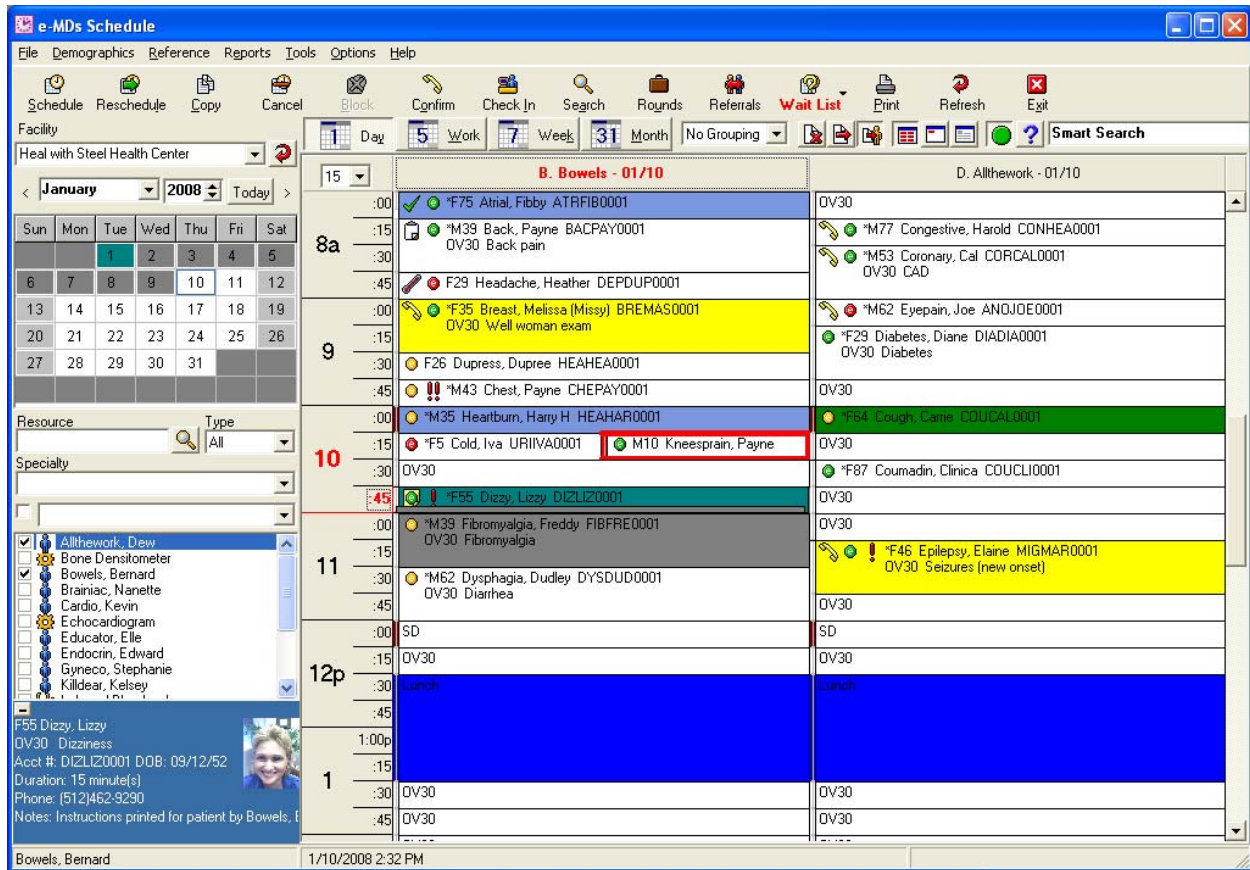 e-MDs Schedule
File Demographics Reference Reports Tools Options Help
Schedule Reschedule Copy Cancel Block Confirm Check In Search Rounds Referrals Wait List Print Refresh Exit
Facility
Heal with Steel Health Center
1 Day 5 Work 7 Week 31 Month No Grouping ? Smart Search
< January 2008 Today >
Sun Mon Tue Wed Thu Fri Sat
1 2 3 4 5
6 7 8 9 10 11 12
13 14 15 16 17 18 19
20 21 22 23 24 25 26
27 28 29 30 31
Resource Type
All
Specialty
Allthework, Dew
Bone Densitometer
Bowels, Bernard
Brainiac, Nanette
Cardio, Kevin
Echocardiogram
Educator, Elle
Endocrin, Edward
Gyneco, Stephanie
Killdear, Kelsey
F55 Dizzy, Lizzy
OV30 Dizziness
Acct #: DIZLIZ0001 DOB: 09/12/52
Duration: 15 minute(s)
Phone: (512)462-9290
Notes: Instructions printed for patient by Bowels,
15
8a
:00
:15
:30
:45
9
:00
:15
:30
:45
10
:00
:15
:30
:45
11
:00
:15
:30
:45
12p
:00
:15
:30
:45
1
1:00p
:15
:30
:45
B. Bowels - 01/10
*F75 Atrial, Fibby ATRFIB0001
*M39 Back, Payne BACPAY0001
OV30 Back pain
F29 Headache, Heather DEPDUP0001
*F35 Breast, Melissa (Missy) BREMAS0001
OV30 Well woman exam
F26 Dupress, Dupree HEAHEA0001
!! *M43 Chest, Payne CHEPAY0001
*M35 Heartburn, Harry H HEAHAR0001
*F5 Cold, Iva URIIVA0001 M10 Kneesprain, Payne
OV30
! *F55 Dizzy, Lizzy DIZLIZ0001
*M39 Fibromyalgia, Freddy FIBFRE0001
OV30 Fibromyalgia
*M62 Dysphagia, Dudley DYSDUD0001
OV30 Diarrhea
SD
OV30
Lunch
OV30
OV30
D. Allthework - 01/10
OV30
*M77 Congestive, Harold CONHEA0001
*M53 Coronary, Cal CORCAL0001
OV30 CAD
*M62 Eyepain, Joe ANOJOE0001
*F29 Diabetes, Diane DIADIA0001
OV30 Diabetes
OV30
*F64 Cough, Carrie COUCAL0001
OV30
*F87 Coumadin, Clinica COUCLI0001
OV30
OV30
! *F46 Epilepsy, Elaine MIGMAR0001
OV30 Seizures (new onset)
OV30
SD
OV30
Lunch
OV30
OV30
Bowels, Bernard
1/10/2008 2:32 PM